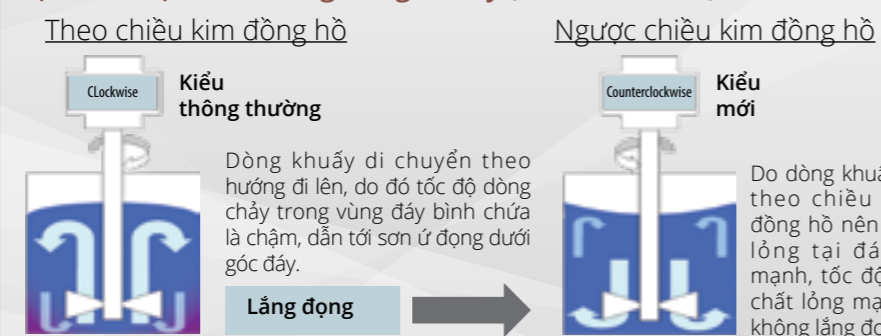 Theo chiều kim đồng hồ
CLockwise
Kiểu
thông thường
Dòng khuấy di chuyển theo
hướng đi lên, do đó tốc độ dòng
chảy trong vùng đáy bình chứa
là chậm, dẫn tới sơn ứ đọng dưới
góc đáy.
Lắng đọng
Ngược chiều kim đồng hồ
Counterclockwise
Kiểu
mới
Do dòng khuấ
theo chiều
đồng hồ nên
lỏng tại đá
mạnh, tốc độ
chất lỏng mạ
không lắng đọ